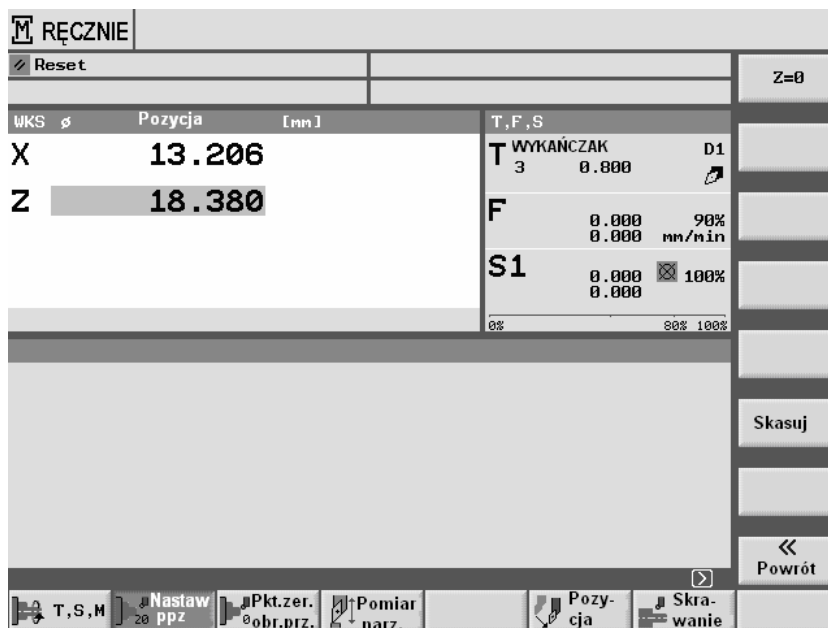 M RĘCZNIE
Reset
Z=0
WKS ø Pozycja [mm]
T,F,S
X 13.206
T WYKAŃCZAK D1
3 0.800
Z 18.380
F 0.000 90%
0.000 mm/min
S1 0.000 100%
0.000
0% 80% 100%
Skasuj
«
Powrót
T,S,M
20 Nastaw
ppz
Pkt.zer.
0obr.prz.
Pomiar
narz.
Pozy-
cja
Skra-
wanie